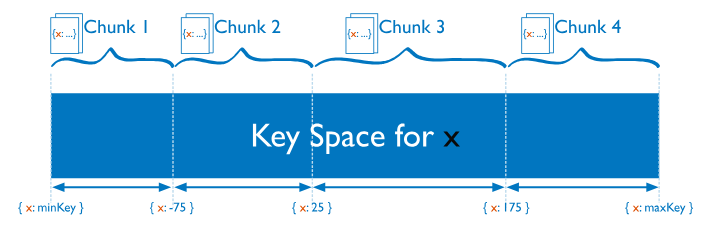 {x: ...} Chunk 1 {x: ...} Chunk 2 {x: ...} Chunk 3 {x: ...} Chunk 4
Key Space for x
{ x: minKey } { x: -75 } { x: 25 } { x: 175 } { x: maxKey }